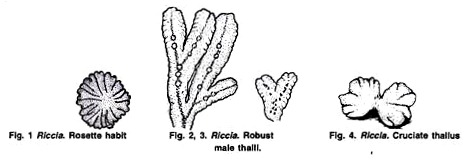 Fig. 1 Riccia. Rosette habit
Fig. 2, 3. Riccia. Robust
male thalli.
Fig. 4. Riccia. Cruciate thallus